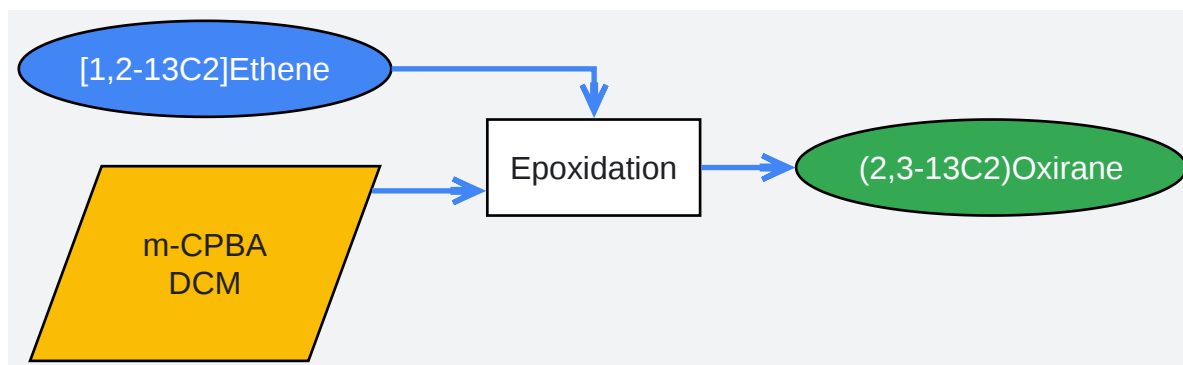 [1,2-13C2]Ethene
Epoxidation
(2,3-13C2)Oxirane
m-CPBA
DCM